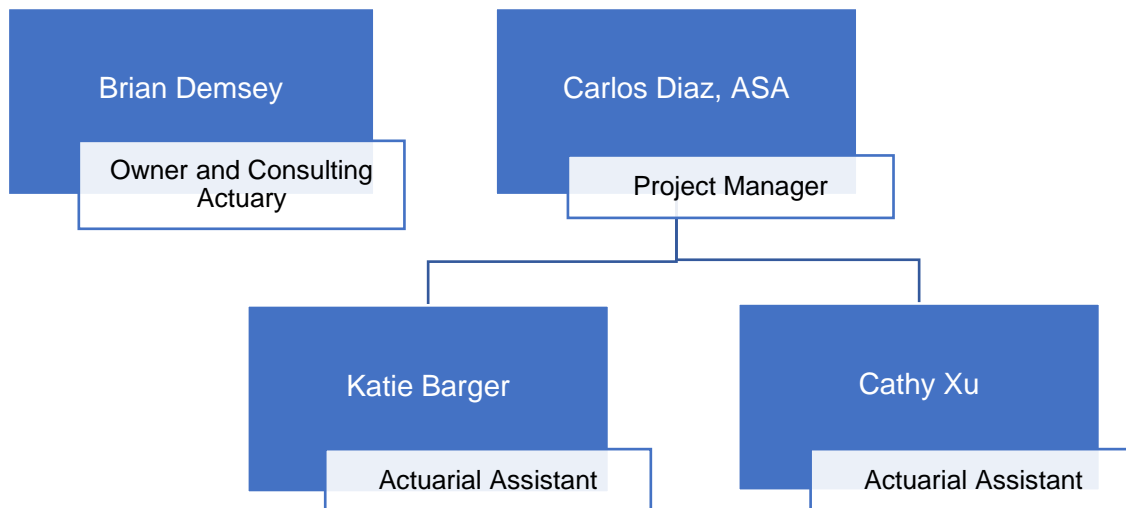 Brian Demsey
Owner and Consulting
Actuary
Carlos Diaz, ASA
Project Manager
Katie Barger
Actuarial Assistant
Cathy Xu
Actuarial Assistant